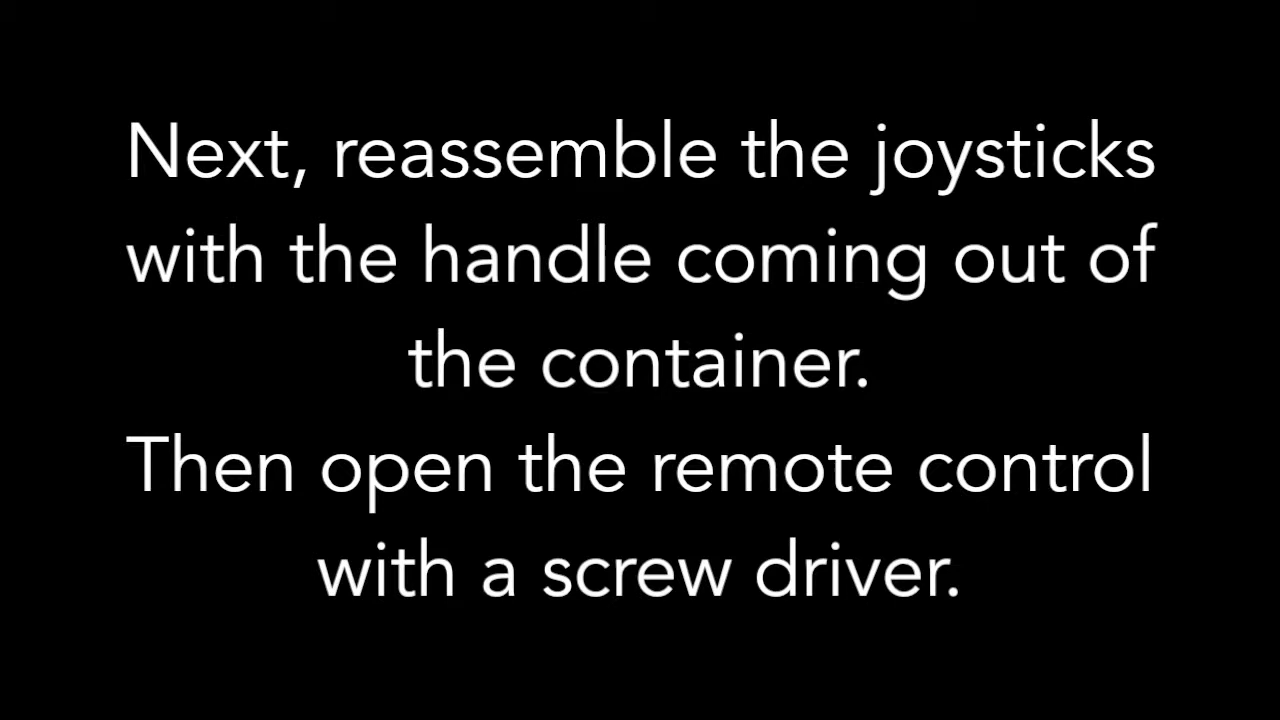 Next, reassemble the joysticks
with the handle coming out of
the container.
Then open the remote control
with a screw driver.